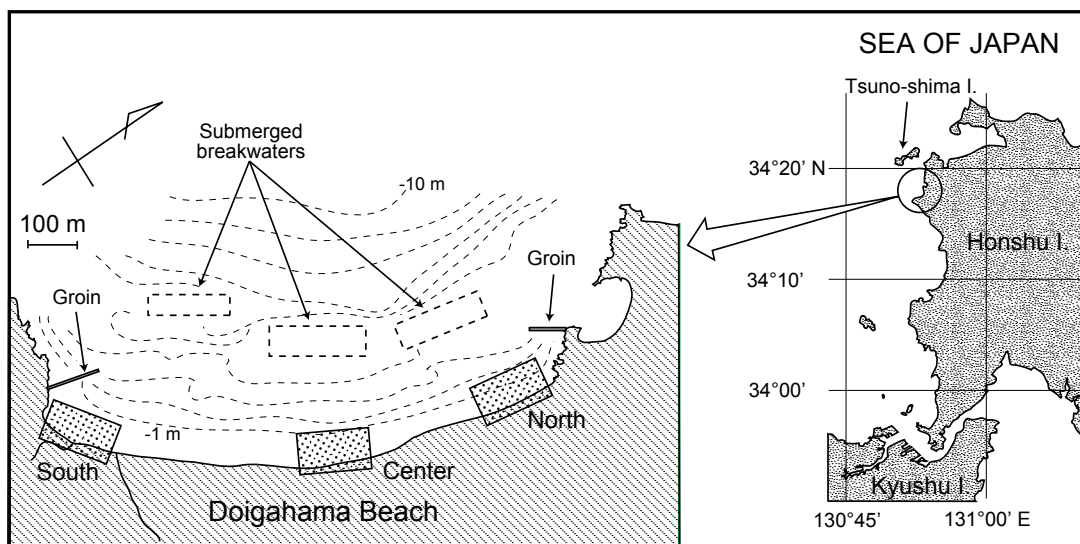 SEA OF JAPAN
Tsuno-shima I.
Submerged
breakwaters
-10 m
34°20’ N
100 m
Honshu I.
Groin
Groin
34°10’
34°00’
North
-1 m
South
Center
Kyushu I.
Doigahama Beach
130°45’
131°00’ E